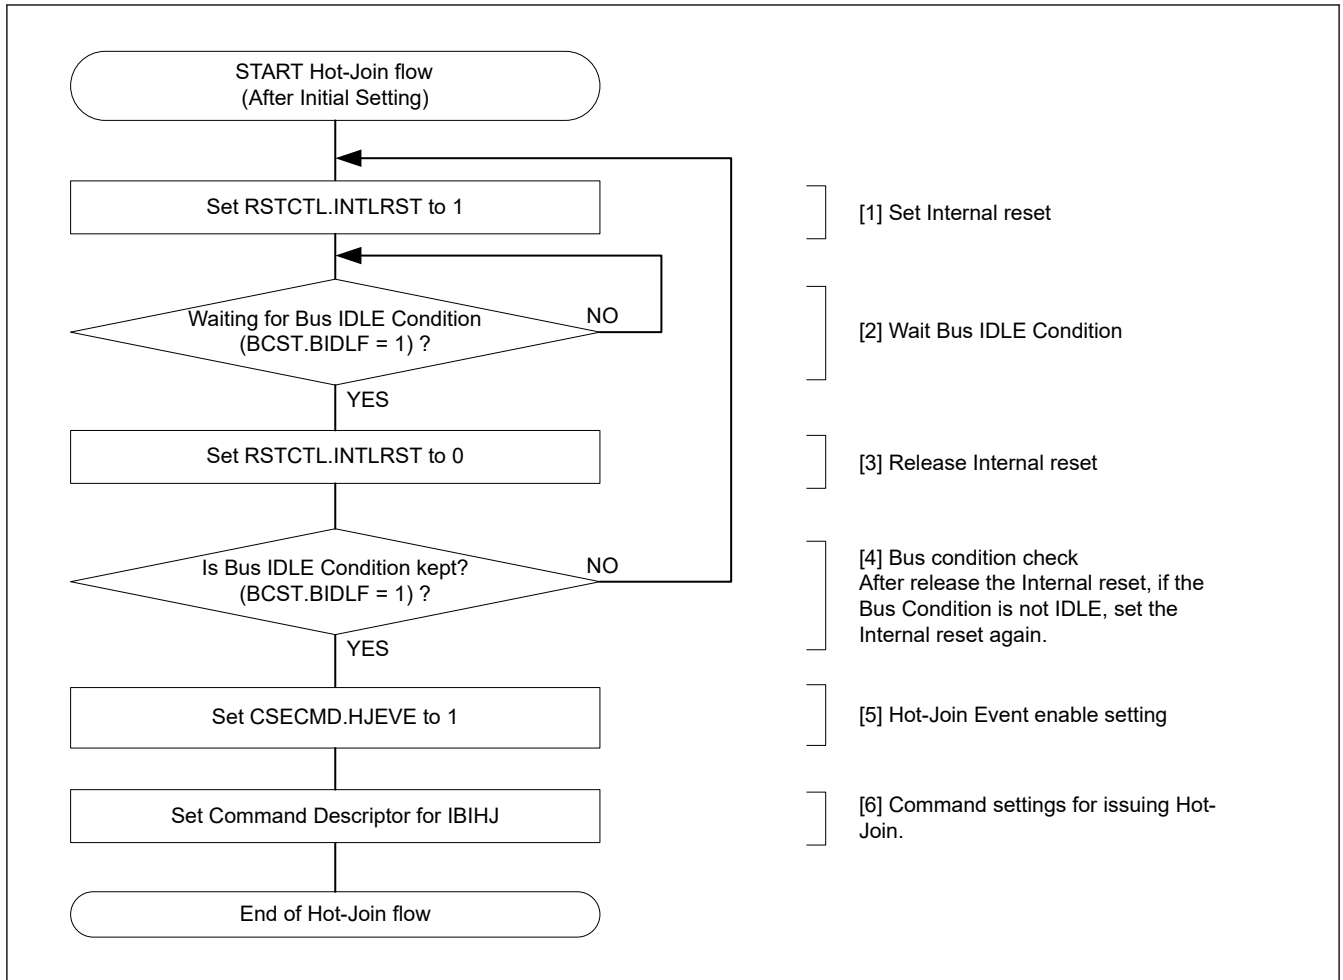 START Hot-Join flow
(After Initial Setting)
Set RSTCTL.INTLRST to 1
[1] Set Internal reset
Waiting for Bus IDLE Condition
(BCST.BIDLF = 1) ?
NO
[2] Wait Bus IDLE Condition
YES
Set RSTCTL.INTLRST to 0
[3] Release Internal reset
Is Bus IDLE Condition kept?
(BCST.BIDLF = 1) ?
NO
[4] Bus condition check
After release the Internal reset, if the
Bus Condition is not IDLE, set the
Internal reset again.
YES
Set CSECMD.HJEVE to 1
[5] Hot-Join Event enable setting
Set Command Descriptor for IBIHJ
[6] Command settings for issuing Hot-
Join.
End of Hot-Join flow